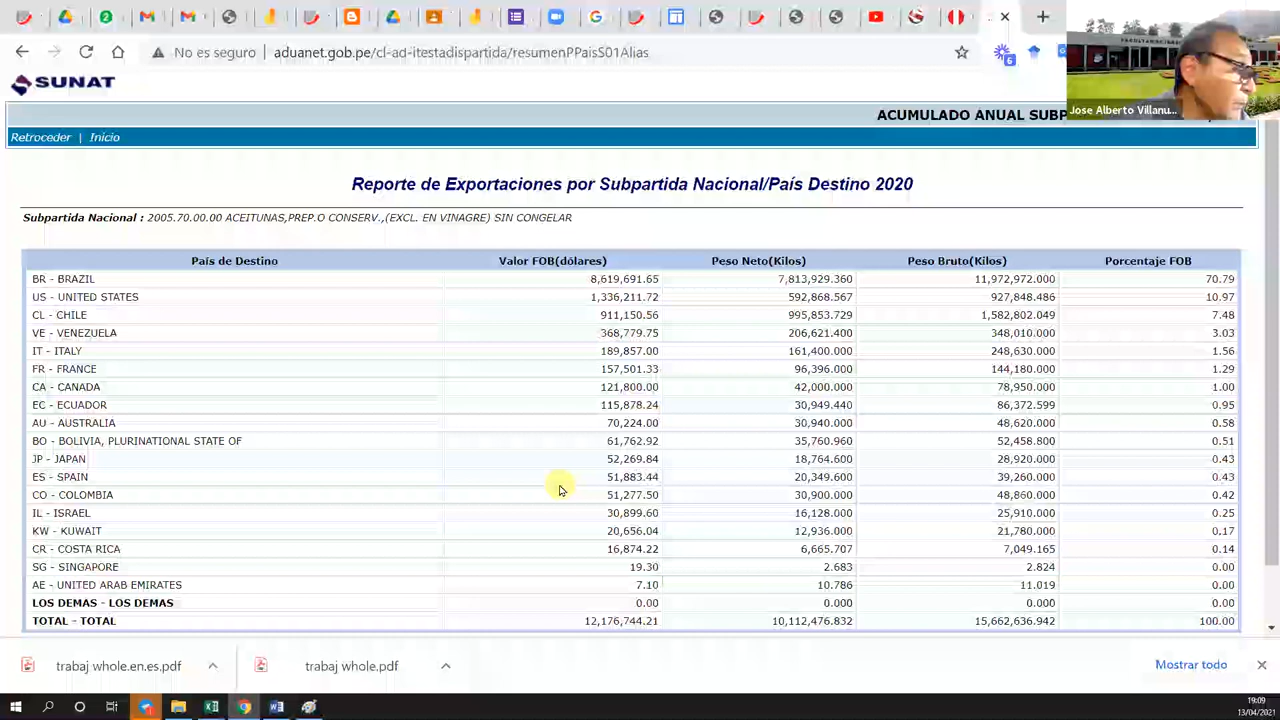 No es seguro | aduanet.gob.pe/cl-ad-itestadispartida/resumenPPaisS01Alias
6
SUNAT
Jose Alberto Villanu...
ACUMULADO ANUAL SUBP
Retroceder | Inicio
Reporte de Exportaciones por Subpartida Nacional/País Destino 2020
Subpartida Nacional : 2005.70.00.00 ACEITUNAS,PREP.O CONSERV.,(EXCL. EN VINAGRE) SIN CONGELAR
País de Destino Valor FOB(dólares) Peso Neto(Kilos) Peso Bruto(Kilos) Porcentaje FOB
BR - BRAZIL 8,619,691.65 7,813,929.360 11,972,972.000 70.79
US - UNITED STATES 1,336,211.72 592,868.567 927,848.486 10.97
CL - CHILE 911,150.56 995,853.729 1,582,802.049 7.48
VE - VENEZUELA 368,779.75 206,621.400 348,010.000 3.03
IT - ITALY 189,857.00 161,400.000 248,630.000 1.56
FR - FRANCE 157,501.33 96,396.000 144,180.000 1.29
CA - CANADA 121,800.00 42,000.000 78,950.000 1.00
EC - ECUADOR 115,878.24 30,949.440 86,372.599 0.95
AU - AUSTRALIA 70,224.00 30,940.000 48,620.000 0.58
BO - BOLIVIA, PLURINATIONAL STATE OF 61,762.92 35,760.960 52,458.800 0.51
JP - JAPAN 52,269.84 18,764.600 28,920.000 0.43
ES - SPAIN 51,883.44 20,349.600 39,260.000 0.43
CO - COLOMBIA 51,277.50 30,900.000 48,860.000 0.42
IL - ISRAEL 30,899.60 16,128.000 25,910.000 0.25
KW - KUWAIT 20,656.04 12,936.000 21,780.000 0.17
CR - COSTA RICA 16,874.22 6,665.707 7,049.165 0.14
SG - SINGAPORE 19.30 2.683 2.824 0.00
AE - UNITED ARAB EMIRATES 7.10 10.786 11.019 0.00
LOS DEMAS - LOS DEMAS 0.00 0.000 0.000 0.00
TOTAL - TOTAL 12,176,744.21 10,112,476.832 15,662,636.942 100.00
trabaj whole.en.es.pdf trabaj whole.pdf Mostrar todo
19:09
13/04/2021